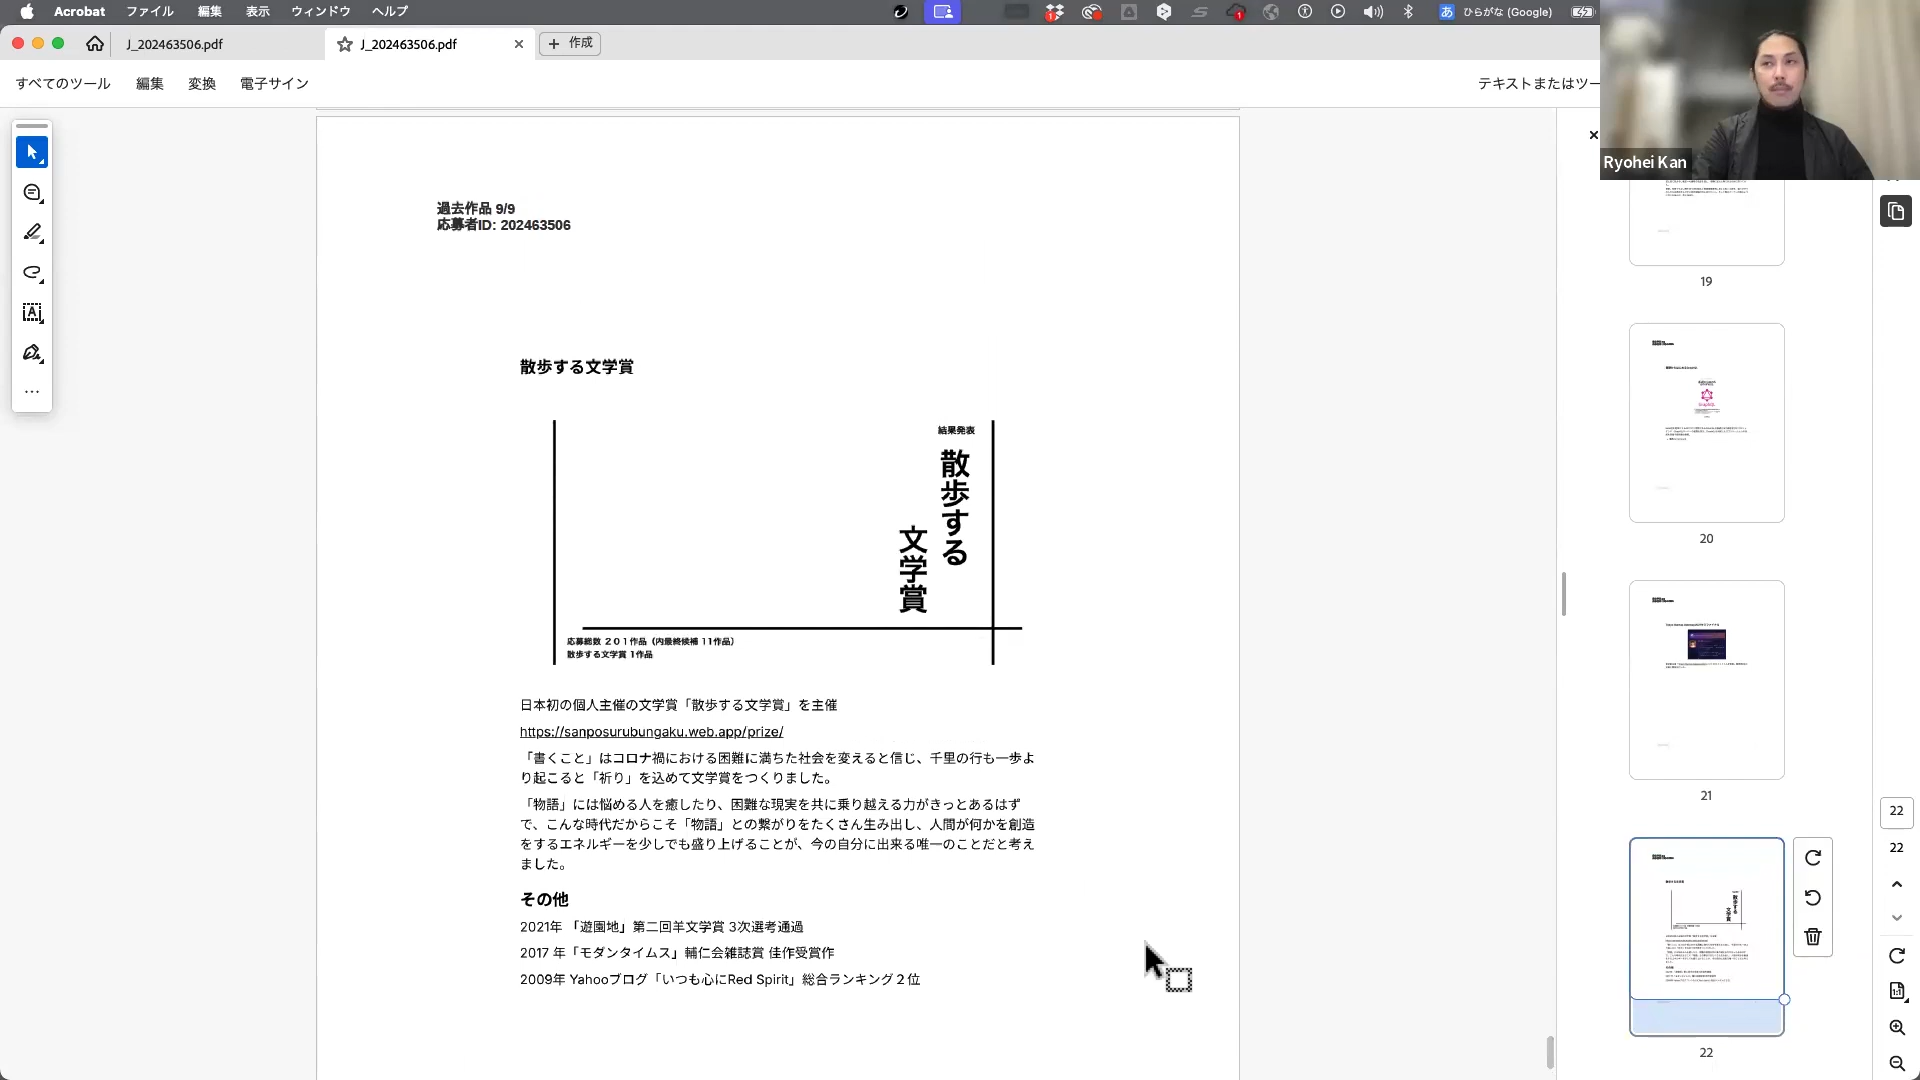 Acrobat ファイル 編集 表示 ウィンドウ ヘルプ
1
1
あ ひらがな (Google)
J_202463506.pdf
J_202463506.pdf
作成
すべてのツール 編集 変換 電子サイン
テキストまたはツー
Ryohei Kan
過去作品 9/9
応募者ID: 202463506
散歩する文学賞
結果発表
散歩する
文学賞
応募総数 ２０１作品（内最終候補 11作品）
散歩する文学賞 1作品
日本初の個人主催の文学賞「散歩する文学賞」を主催
https://sanposurubungaku.web.app/prize/
「書くこと」はコロナ禍における困難に満ちた社会を変えると信じ、千里の行も一歩よ
り起こると「祈り」を込めて文学賞をつくりました。
「物語」には悩める人を癒したり、困難な現実を共に乗り越える力がきっとあるはず
で、こんな時代だからこそ「物語」との繋がりをたくさん生み出し、人間が何かを創造
をするエネルギーを少しでも盛り上げることが、今の自分に出来る唯一のことだと考え
ました。
その他
2021年 「遊園地」第二回羊文学賞 3次選考通過
2017 年「モダンタイムス」輔仁会雑誌賞 佳作受賞作
2009年 Yahooブログ「いつも心にRed Spirit」総合ランキング２位
19
20
21
22
22
22